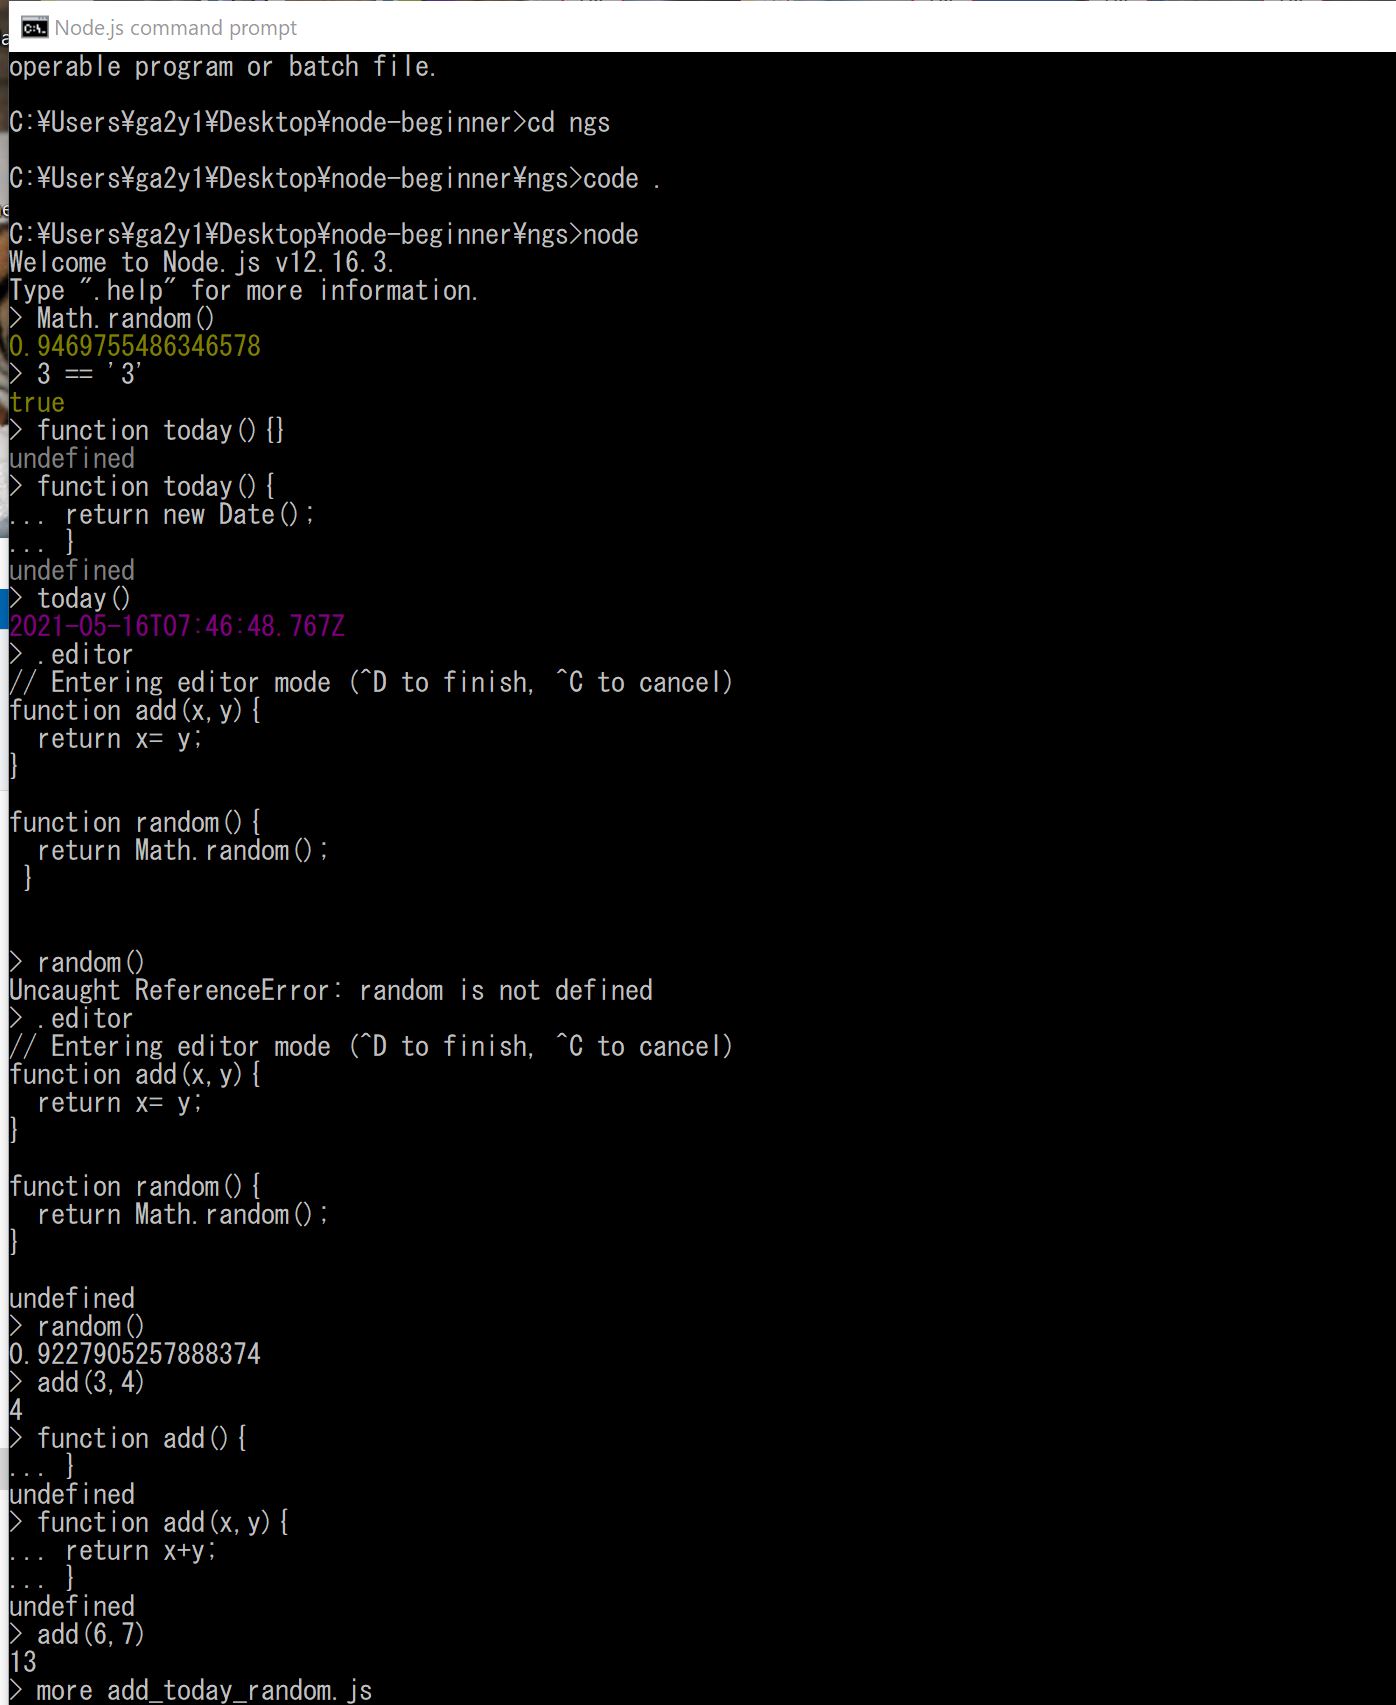 Node.js command prompt
operable program or batch file.
C:¥Users¥ga2y1¥Desktop¥node-beginner>cd ngs
C:¥Users¥ga2y1¥Desktop¥node-beginner¥ngs>code .
C:¥Users¥ga2y1¥Desktop¥node-beginner¥ngs>node
Welcome to Node.js v12.16.3.
Type ".help" for more information.
> Math.random()
0.9469755486346578
> 3 == '3'
true
> function today(){}
undefined
> function today(){
... return new Date();
... }
undefined
> today()
2021-05-16T07:46:48.767Z
> .editor
// Entering editor mode (^D to finish, ^C to cancel)
function add(x,y){
  return x= y;
}
function random(){
  return Math.random();
 }
> random()
Uncaught ReferenceError: random is not defined
> .editor
// Entering editor mode (^D to finish, ^C to cancel)
function add(x,y){
  return x= y;
}
function random(){
  return Math.random();
}
undefined
> random()
0.9227905257888374
> add(3,4)
4
> function add(){
... }
undefined
> function add(x,y){
... return x+y;
... }
undefined
> add(6,7)
13
> more add_today_random.js